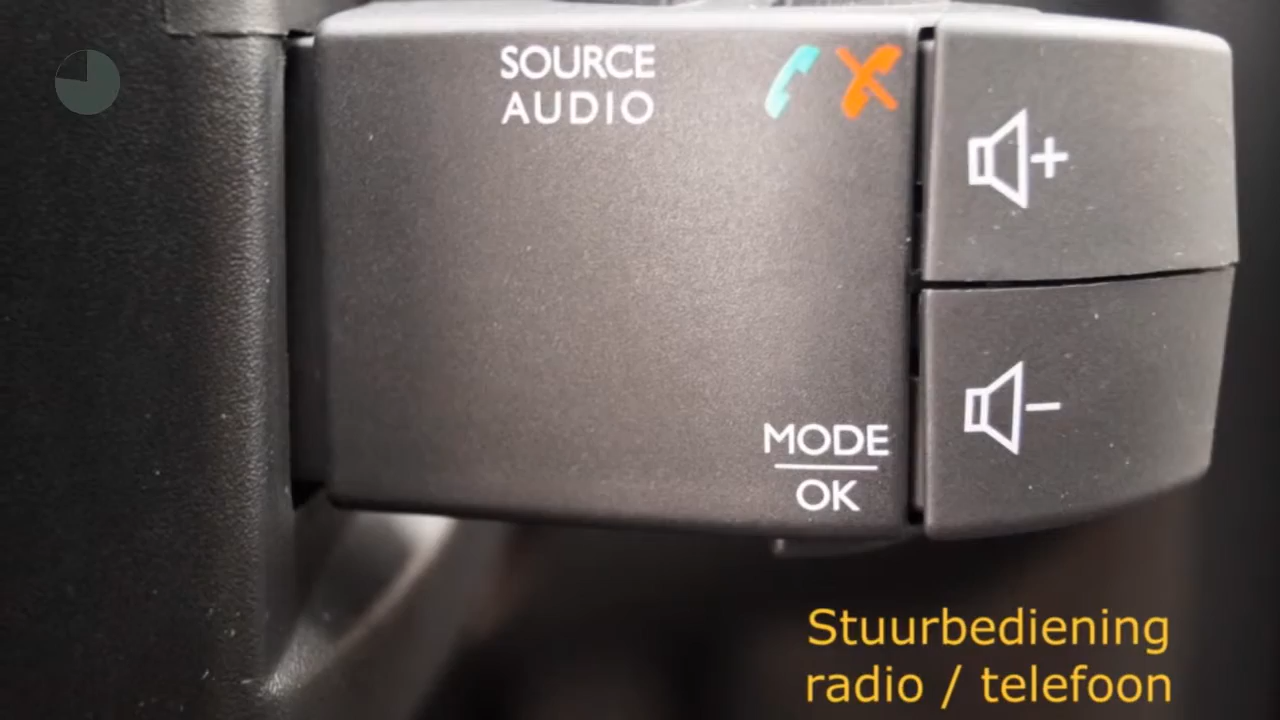 SOURCE
AUDIO
MODE
OK
Stuurbediening
radio / telefoon